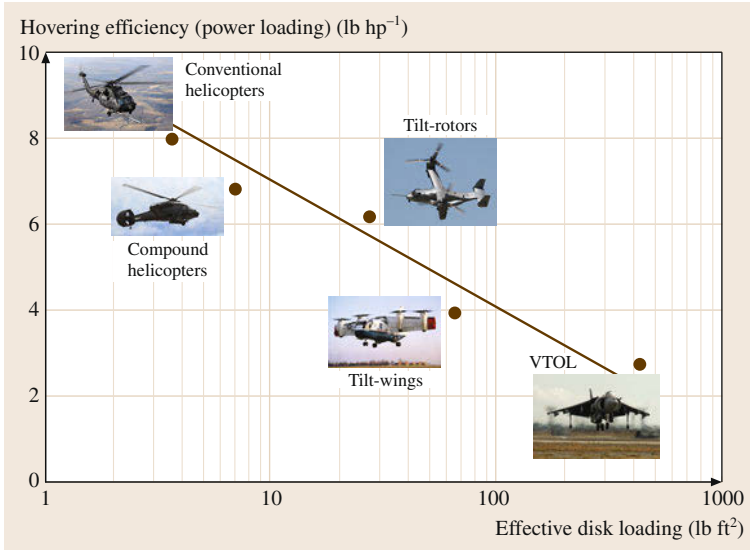 Hovering efficiency (power loading) (lb hp⁻¹)
10
Conventional
helicopters
8
Tilt-rotors
6
Compound
helicopters
4
Tilt-wings
VTOL
2
0
1
10
100
1000
Effective disk loading (lb ft²)